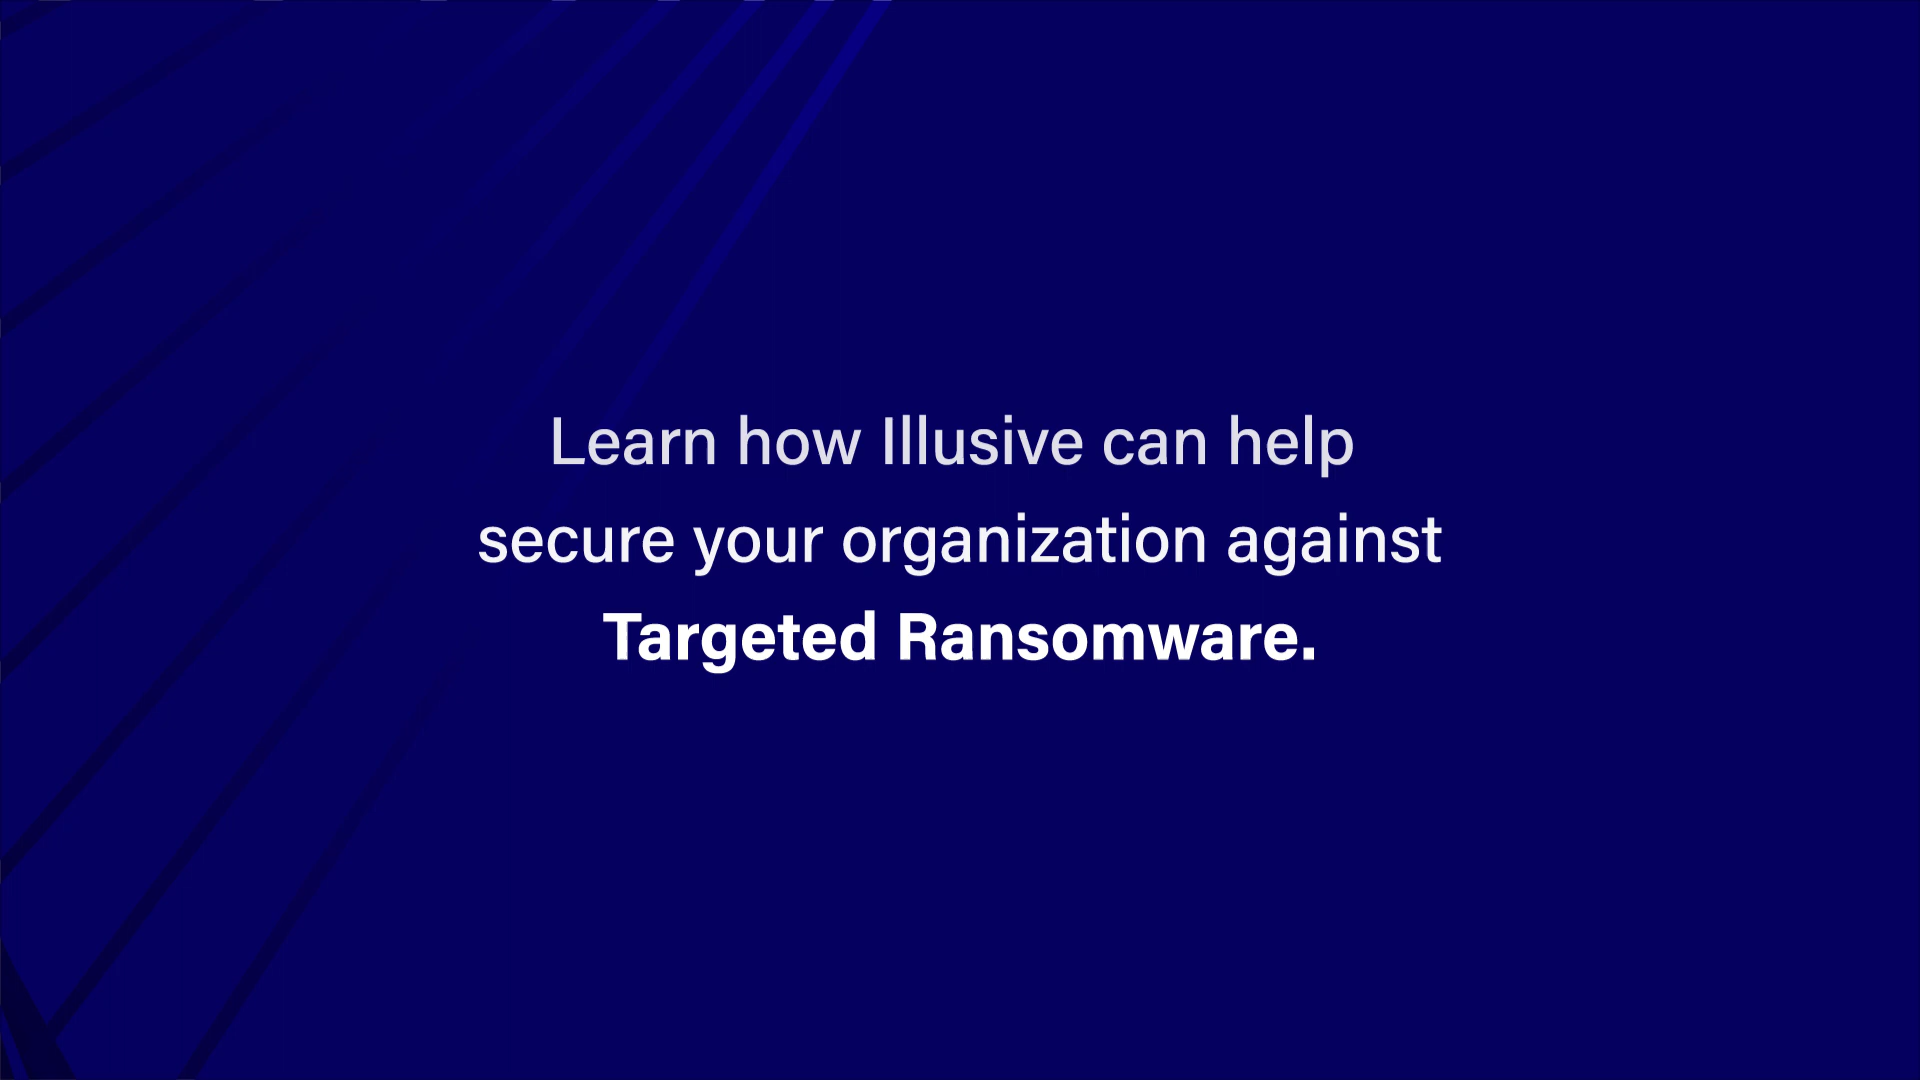 Learn how Illusive can help
secure your organization against
Targeted Ransomware.